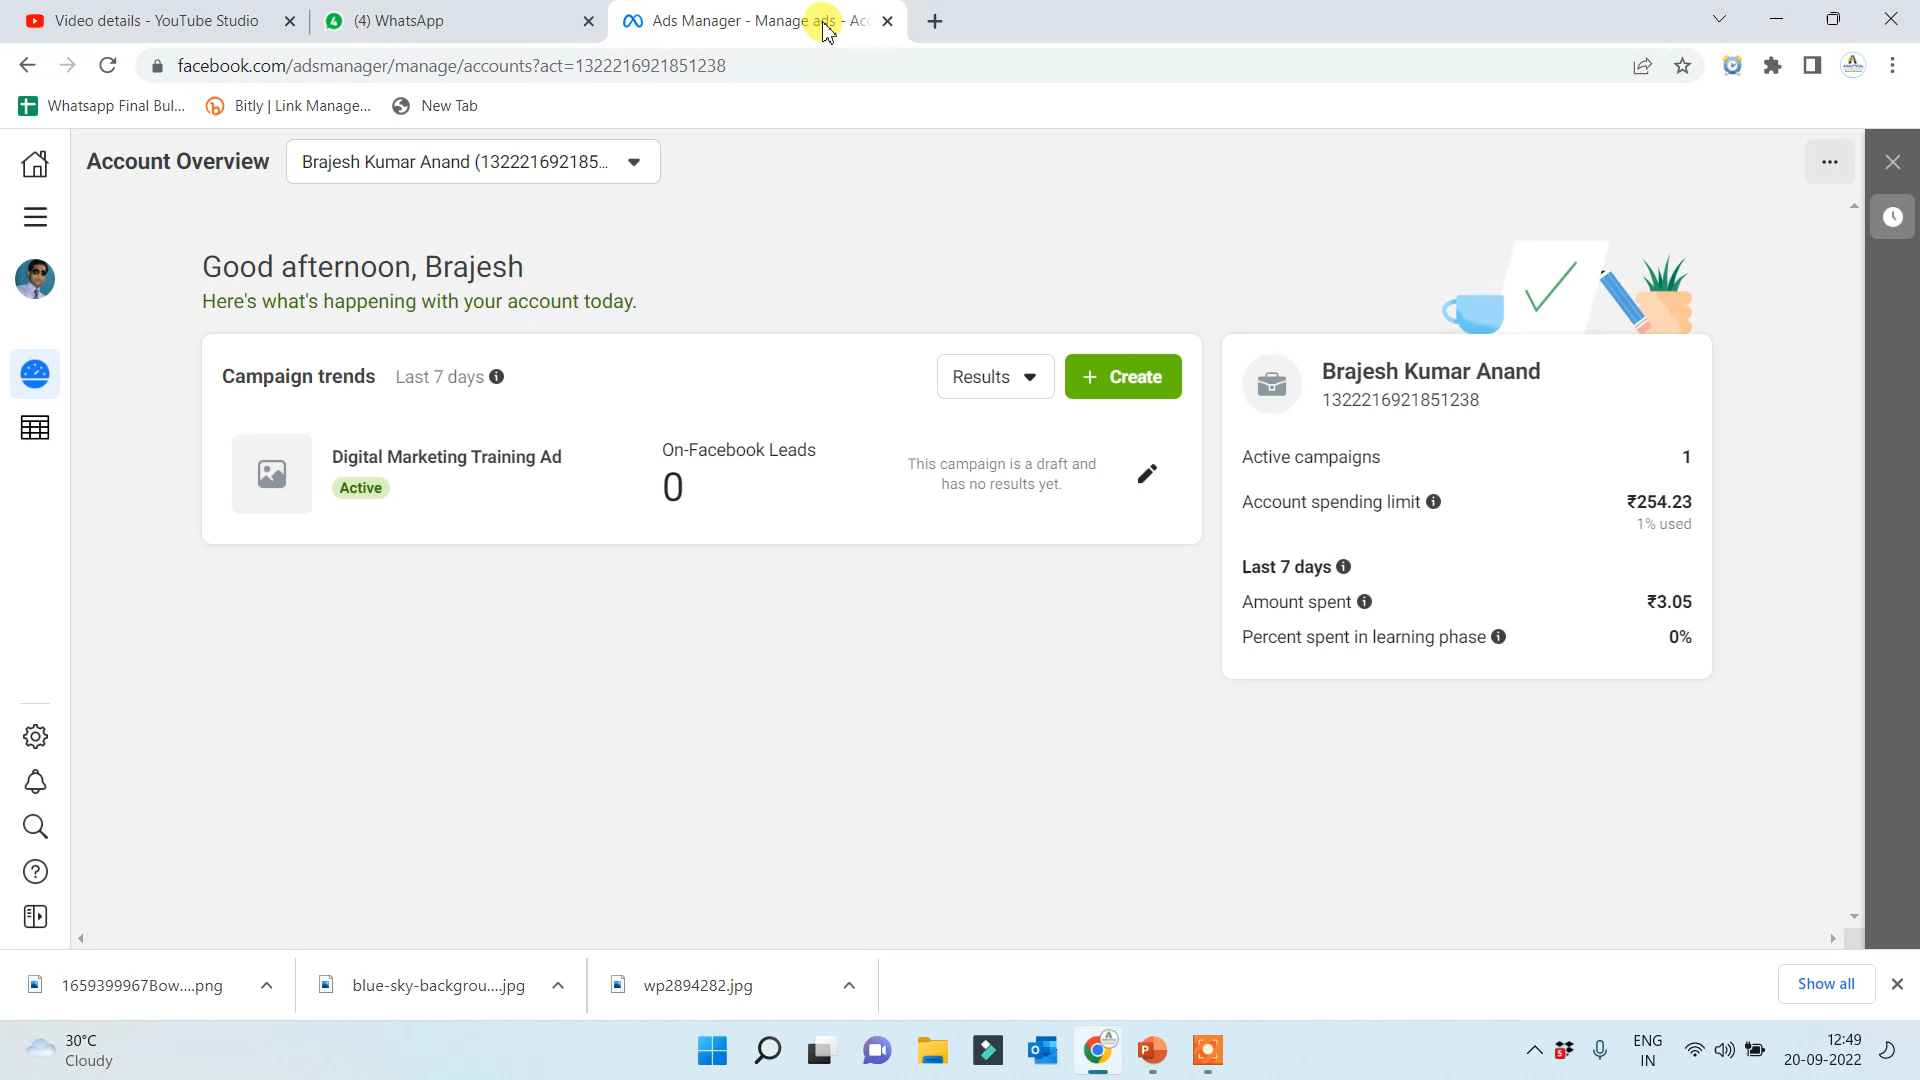 Video details - YouTube Studio
(4) WhatsApp
Ads Manager - Manage ads - Acc
facebook.com/adsmanager/manage/accounts?act=1322216921851238
Whatsapp Final Bul...
Bitly | Link Manage...
New Tab
Account Overview
Brajesh Kumar Anand (132221692185...
Good afternoon, Brajesh
Here's what's happening with your account today.
Campaign trends Last 7 days
Results
+ Create
Digital Marketing Training Ad
Active
On-Facebook Leads
0
This campaign is a draft and
has no results yet.
Brajesh Kumar Anand
1322216921851238
Active campaigns 1
Account spending limit ₹254.23
1% used
Last 7 days
Amount spent ₹3.05
Percent spent in learning phase 0%
1659399967Bow....png
blue-sky-backgrou....jpg
wp2894282.jpg
Show all
30°C
Cloudy
ENG
IN
12:49
20-09-2022